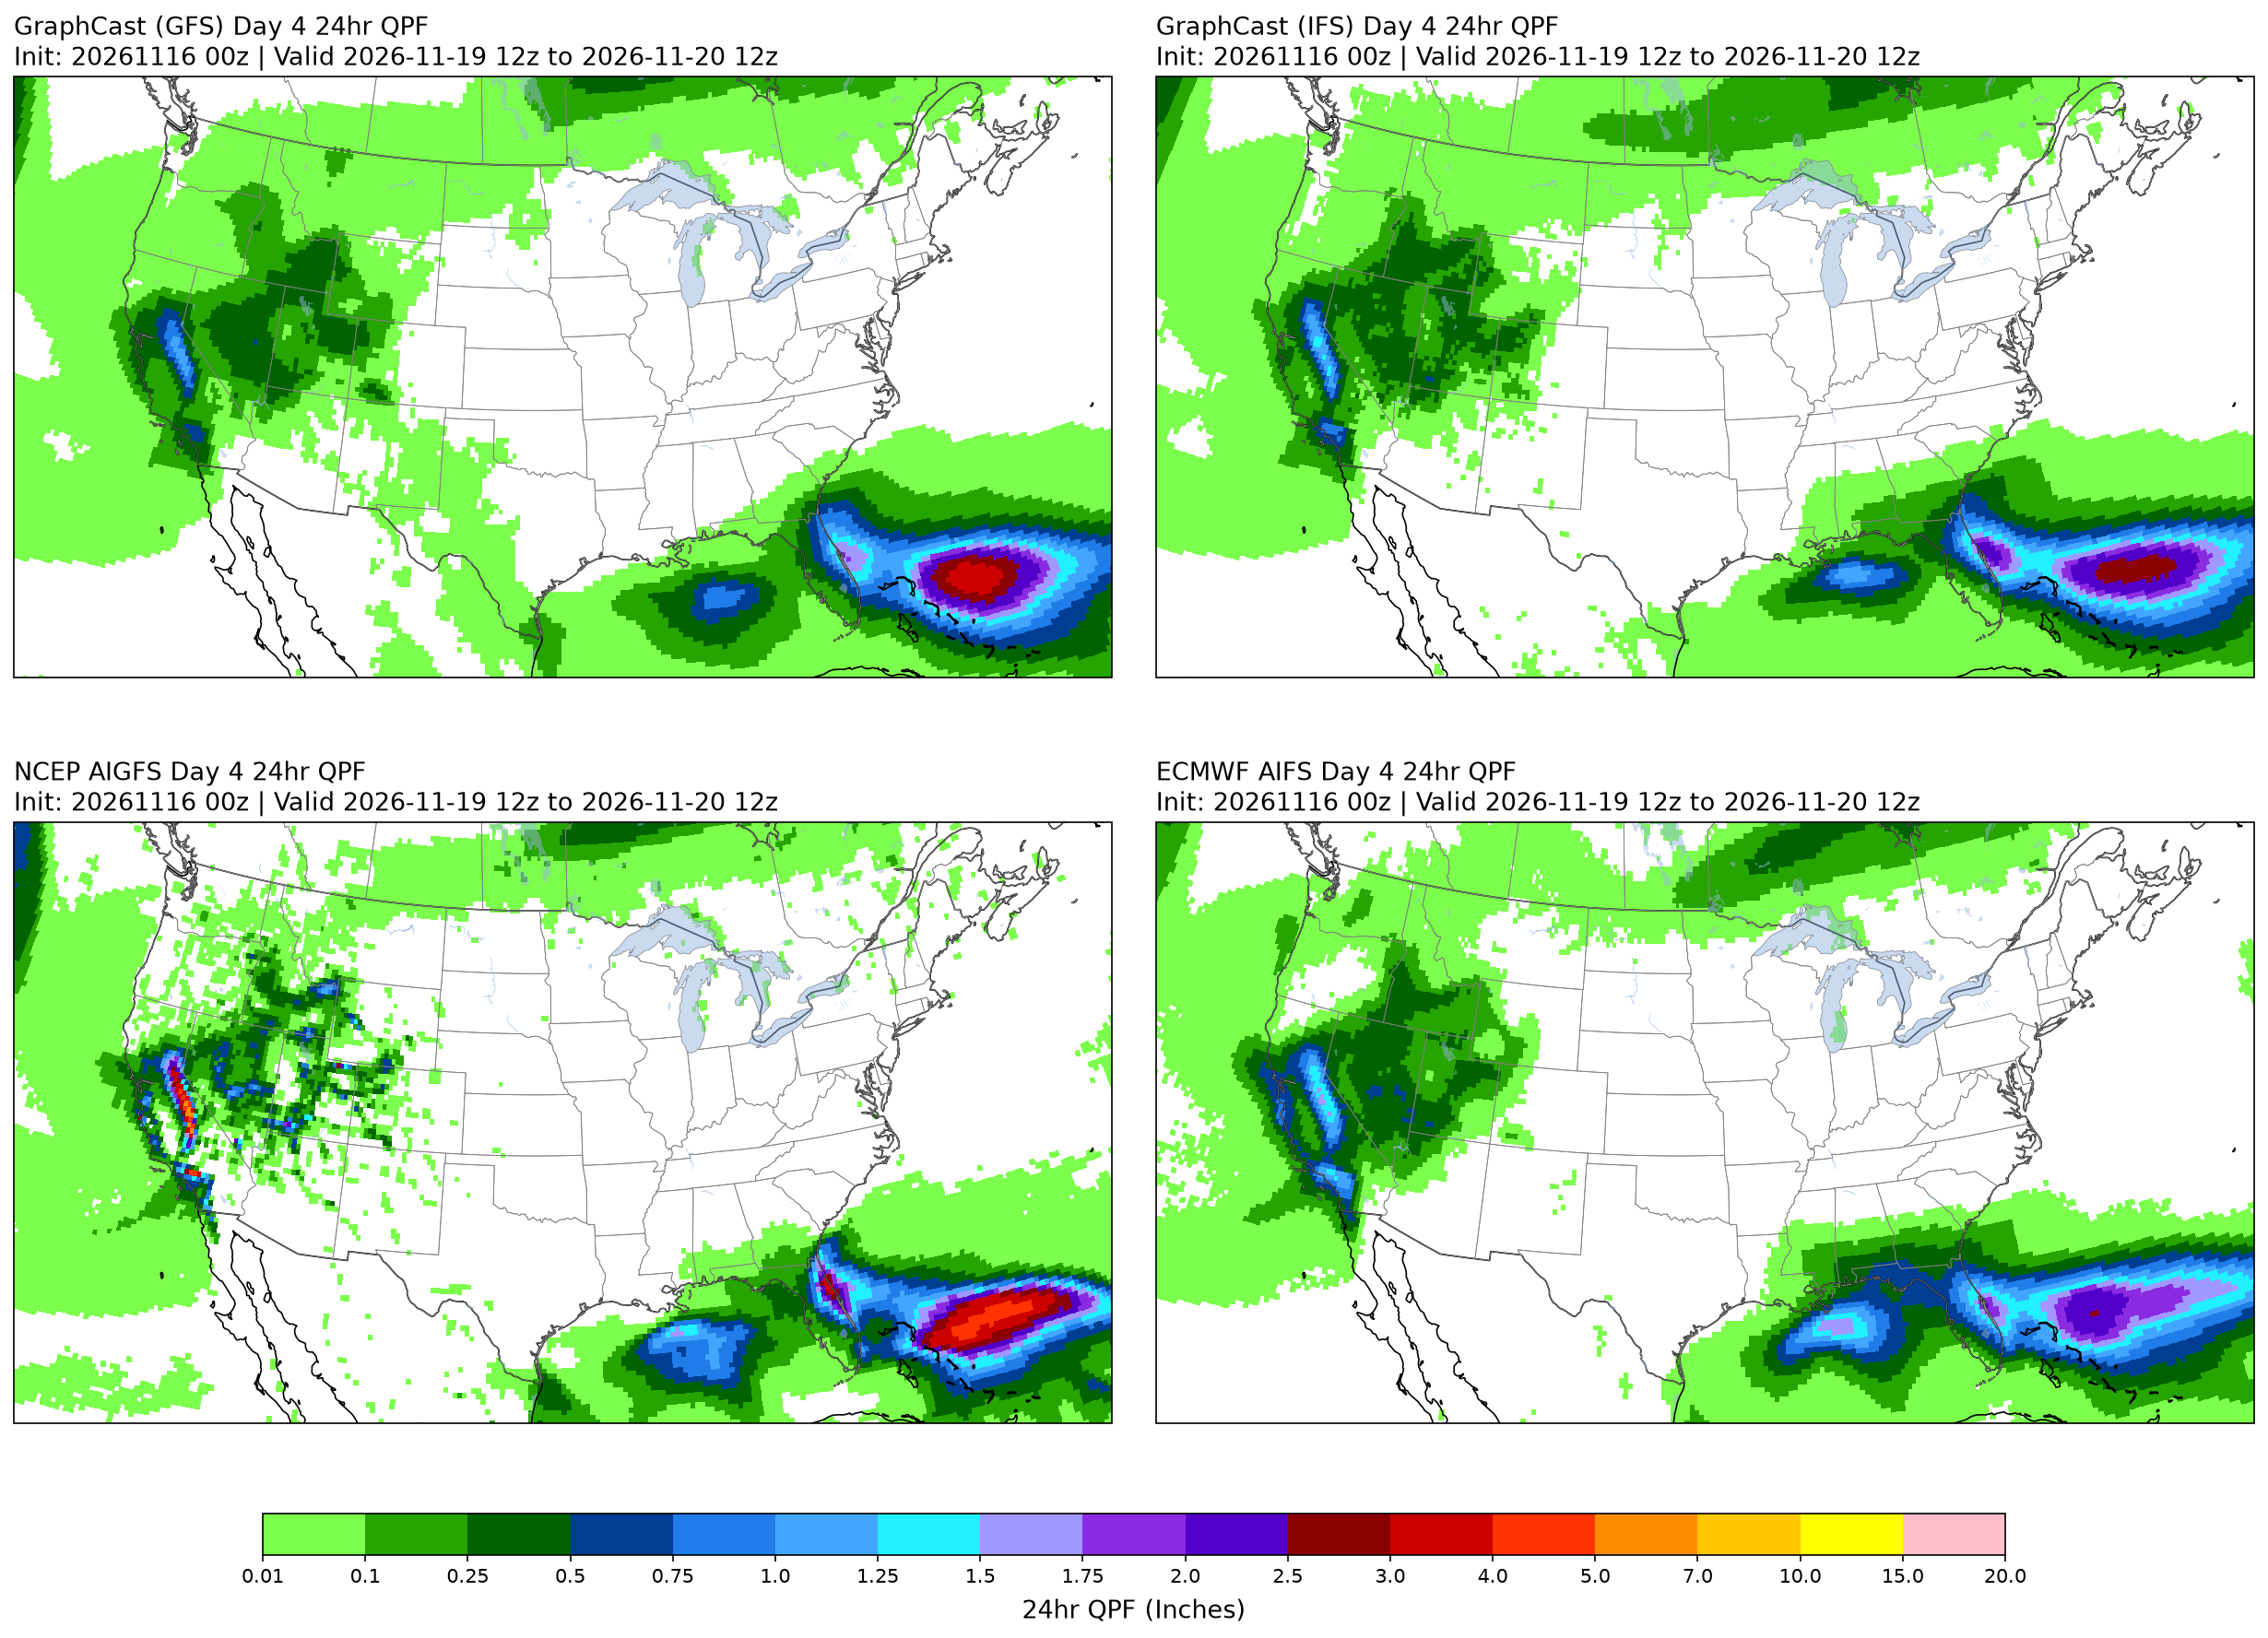 GraphCast (GFS) Day 4 24hr QPF
Init: 20261116 00z | Valid 2026-11-19 12z to 2026-11-20 12z
GraphCast (IFS) Day 4 24hr QPF
Init: 20261116 00z | Valid 2026-11-19 12z to 2026-11-20 12z
NCEP AIGFS Day 4 24hr QPF
Init: 20261116 00z | Valid 2026-11-19 12z to 2026-11-20 12z
ECMWF AIFS Day 4 24hr QPF
Init: 20261116 00z | Valid 2026-11-19 12z to 2026-11-20 12z
0.01 0.1 0.25 0.5 0.75 1.0 1.25 1.5 1.75 2.0 2.5 3.0 4.0 5.0 7.0 10.0 15.0 20.0
24hr QPF (Inches)